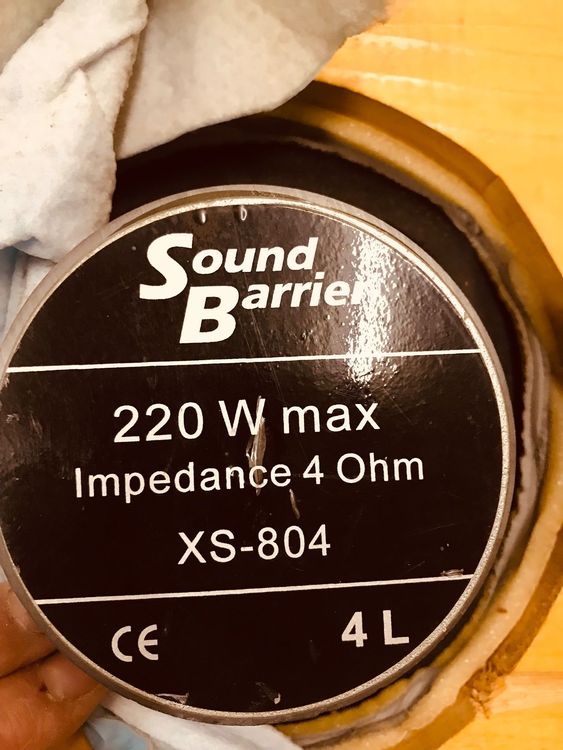 Sound
Barrier
220 W max
Impedance 4 Ohm
XS-804
CE 4 L